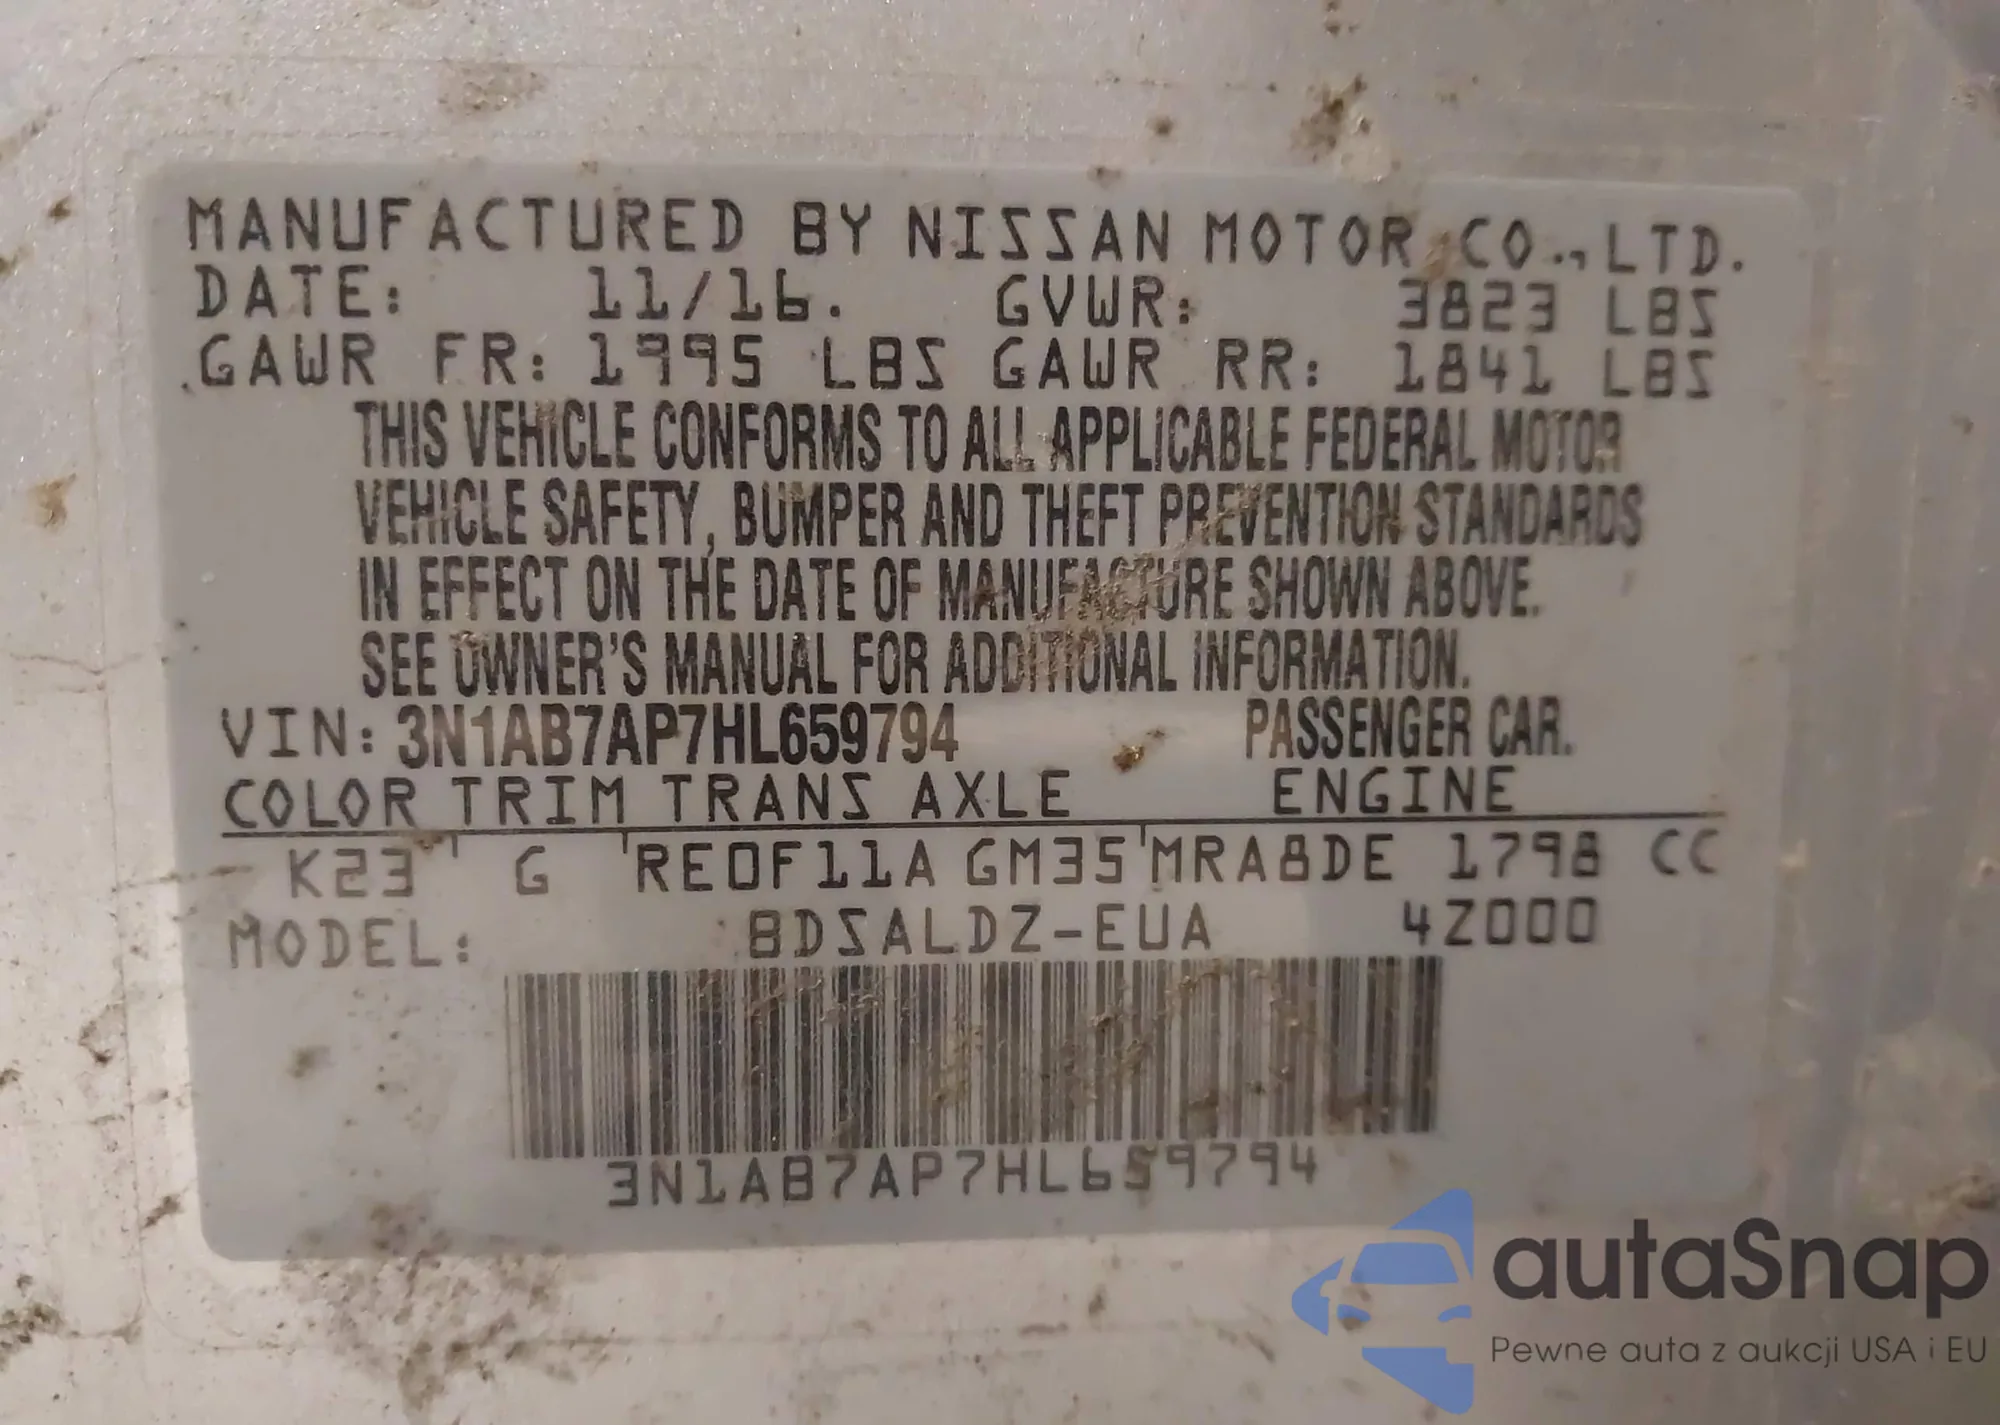 MANUFACTURED BY NISSAN MOTOR CO., LTD.
DATE: 11/16. GVWR: 3823 LBS
GAWR FR: 1995 LBS GAWR RR: 1841 LBS
THIS VEHICLE CONFORMS TO ALL APPLICABLE FEDERAL MOTOR
VEHICLE SAFETY, BUMPER AND THEFT PREVENTION STANDARDS
IN EFFECT ON THE DATE OF MANUFACTURE SHOWN ABOVE.
SEE OWNER'S MANUAL FOR ADDITIONAL INFORMATION.
VIN: 3N1AB7AP7HL659794 PASSENGER CAR.
COLOR TRIM TRANS AXLE ENGINE
K23 G RE0F11A GM35 MRA8DE 1798 CC
MODEL: BDSALDZ-EUA 4Z000
3N1AB7AP7HL659794
autaSnap
Pewne auta z aukcji USA i EU